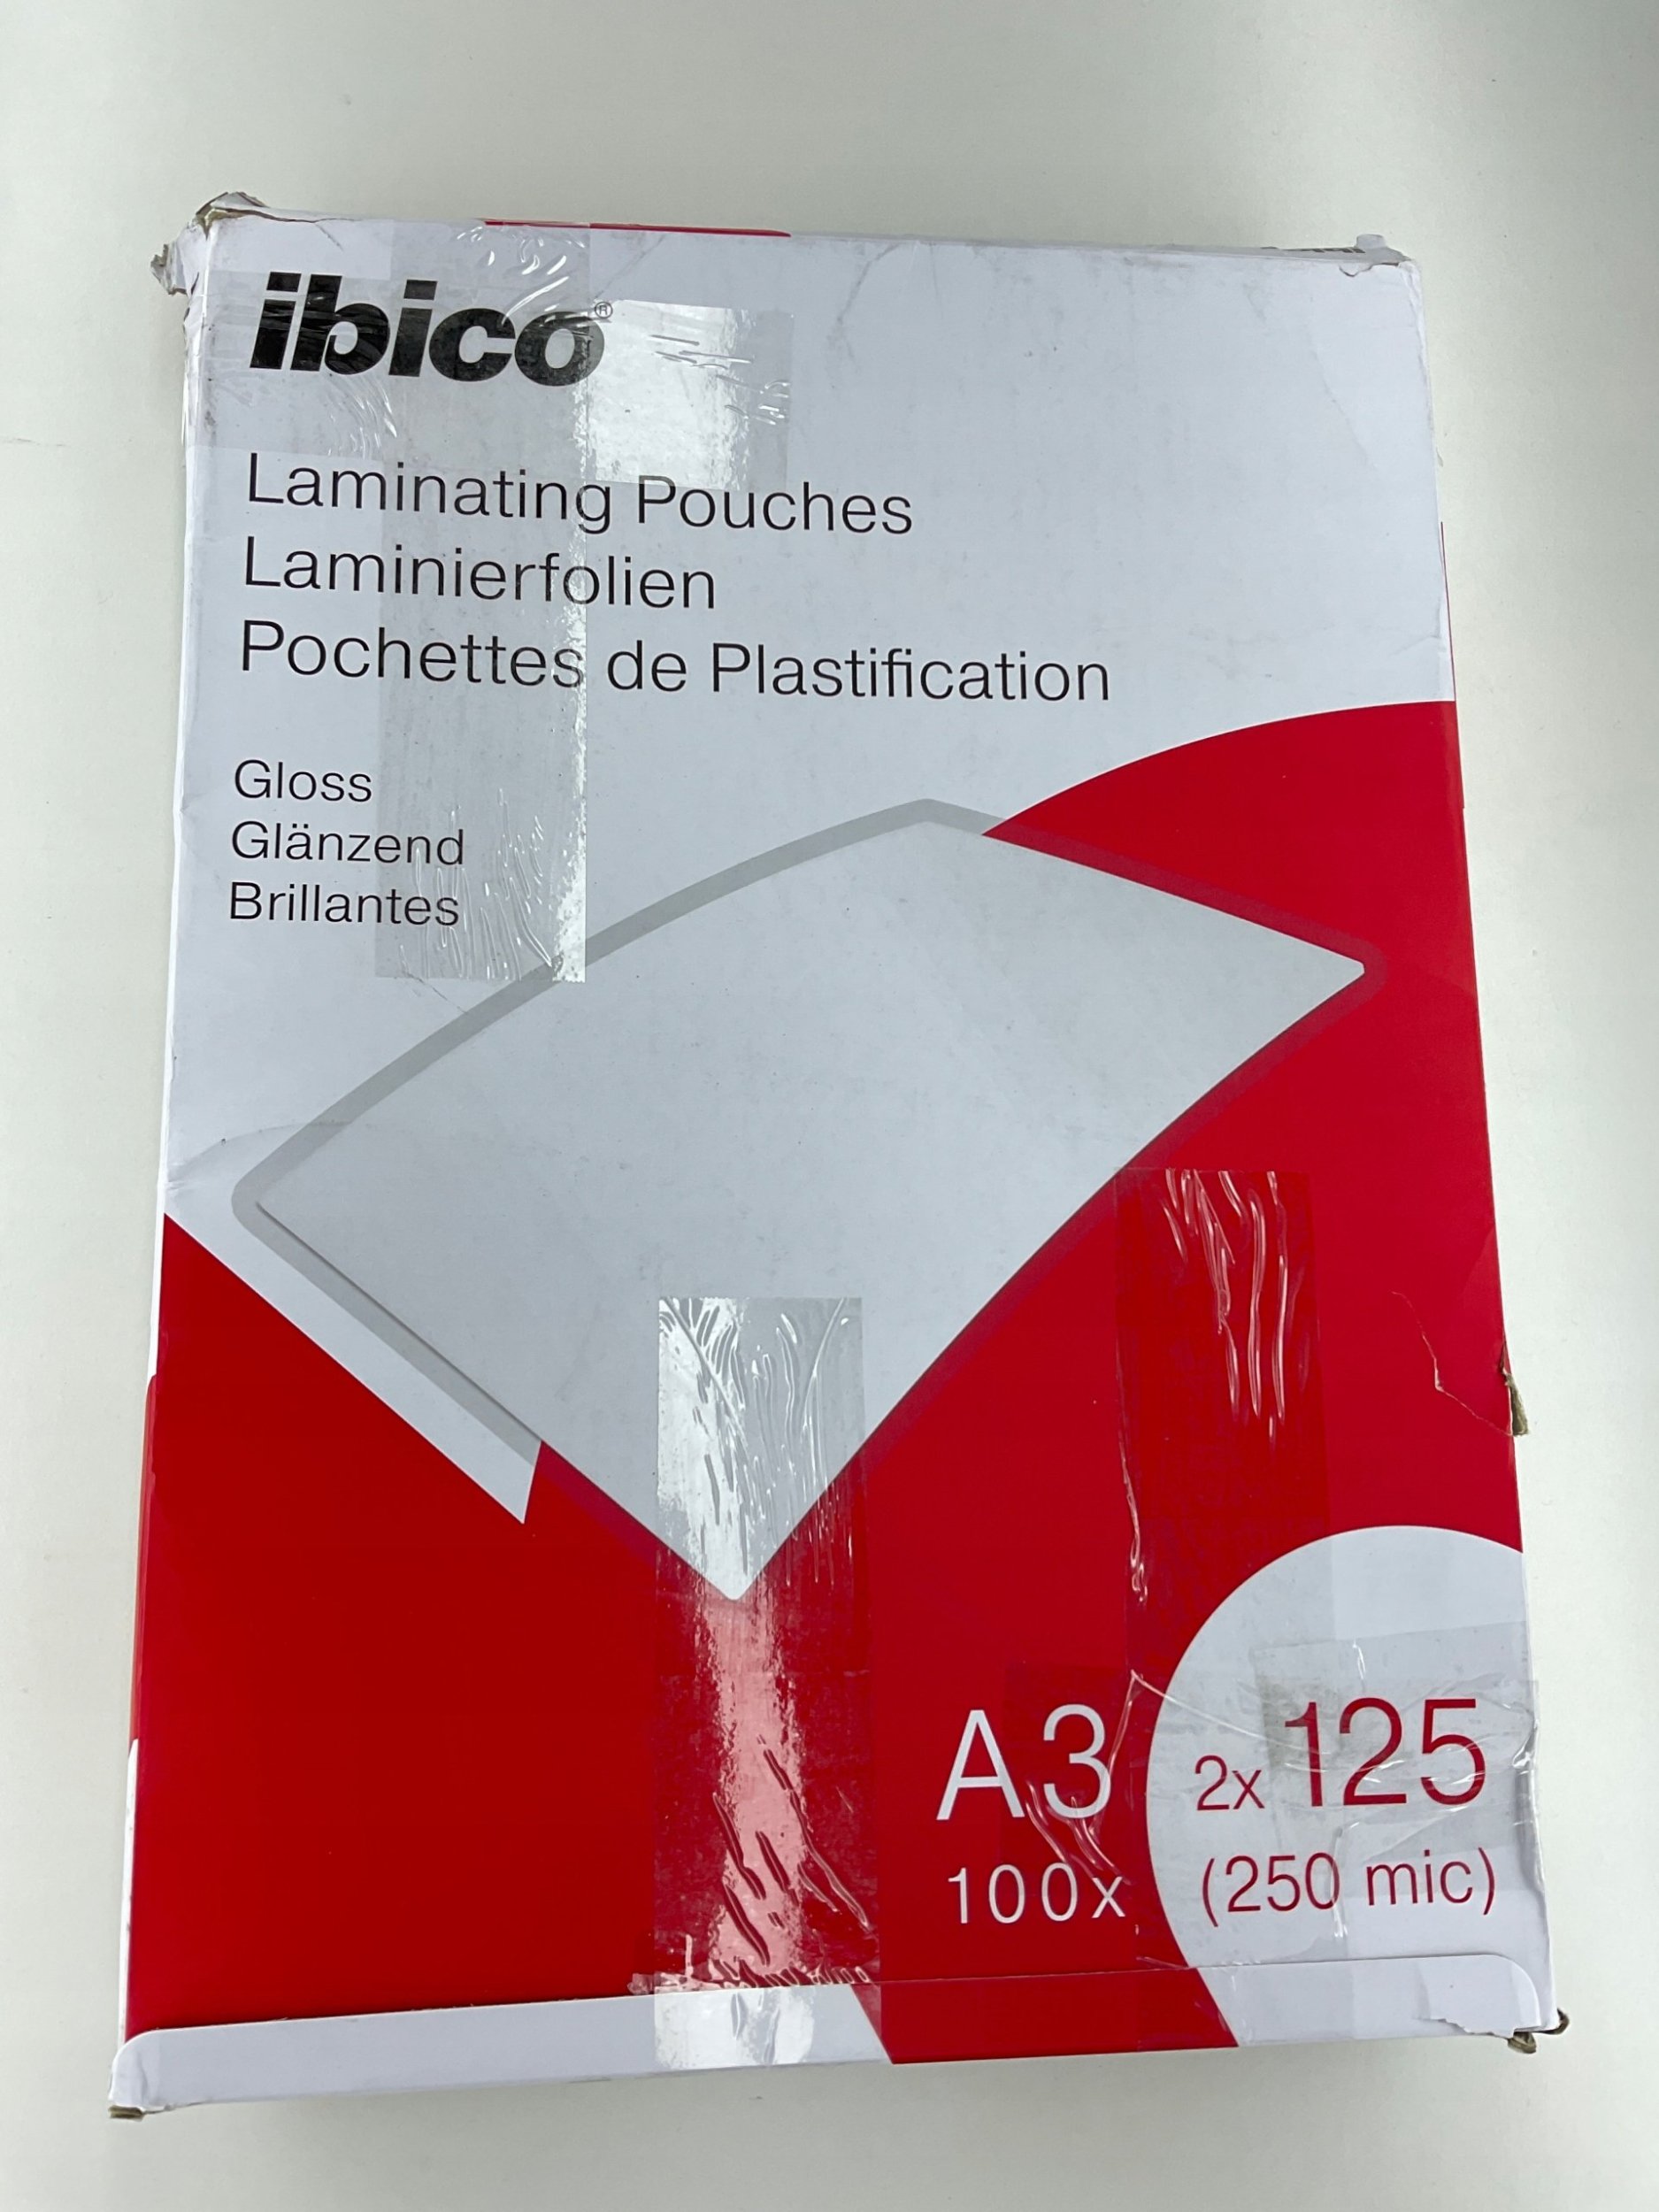 ibico®
Laminating Pouches
Laminierfolien
Pochettes de Plastification
Gloss
Glänzend
Brillantes
A3
100x
2x 125
(250 mic)